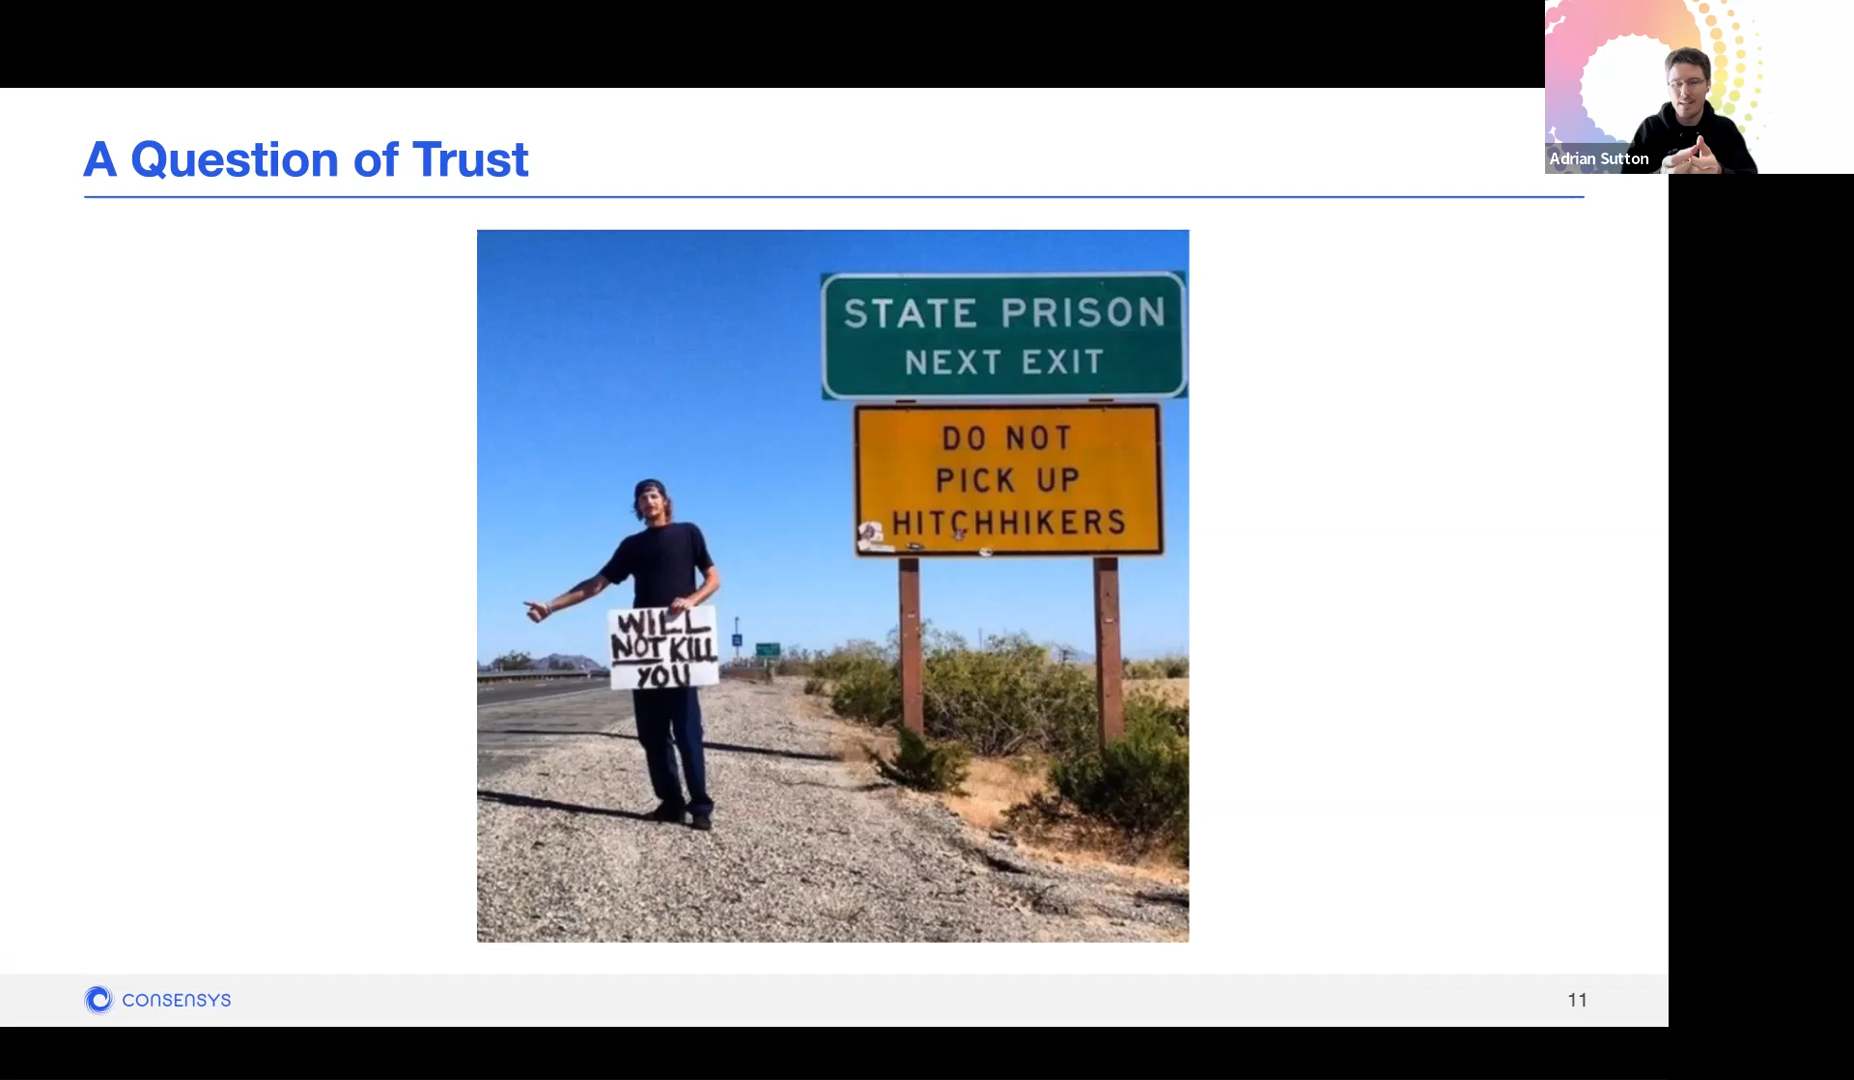 Adrian Sutton
A Question of Trust
STATE PRISON
NEXT EXIT
DO NOT
PICK UP
HITCHHIKERS
WILL
NOT KILL
YOU
CONSENSYS
11